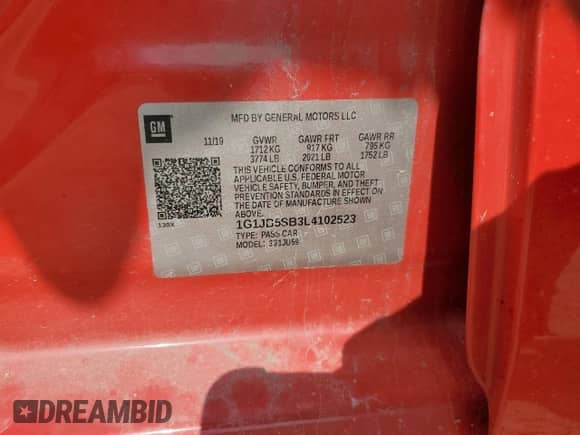 GM
MFD BY GENERAL MOTORS LLC
11/19 GVWR GAWR FRT GAWR RR
1712 KG 917 KG 795 KG
3774 LB 2021 LB 1752 LB
THIS VEHICLE CONFORMS TO ALL
APPLICABLE U.S. FEDERAL MOTOR
VEHICLE SAFETY, BUMPER, AND THEFT
PREVENTION STANDARDS IN EFFECT ON
THE DATE OF MANUFACTURE SHOWN
ABOVE.
1G1JD5SB3L4102523
TYPE: PASS CAR
MODEL:
DREAMBID